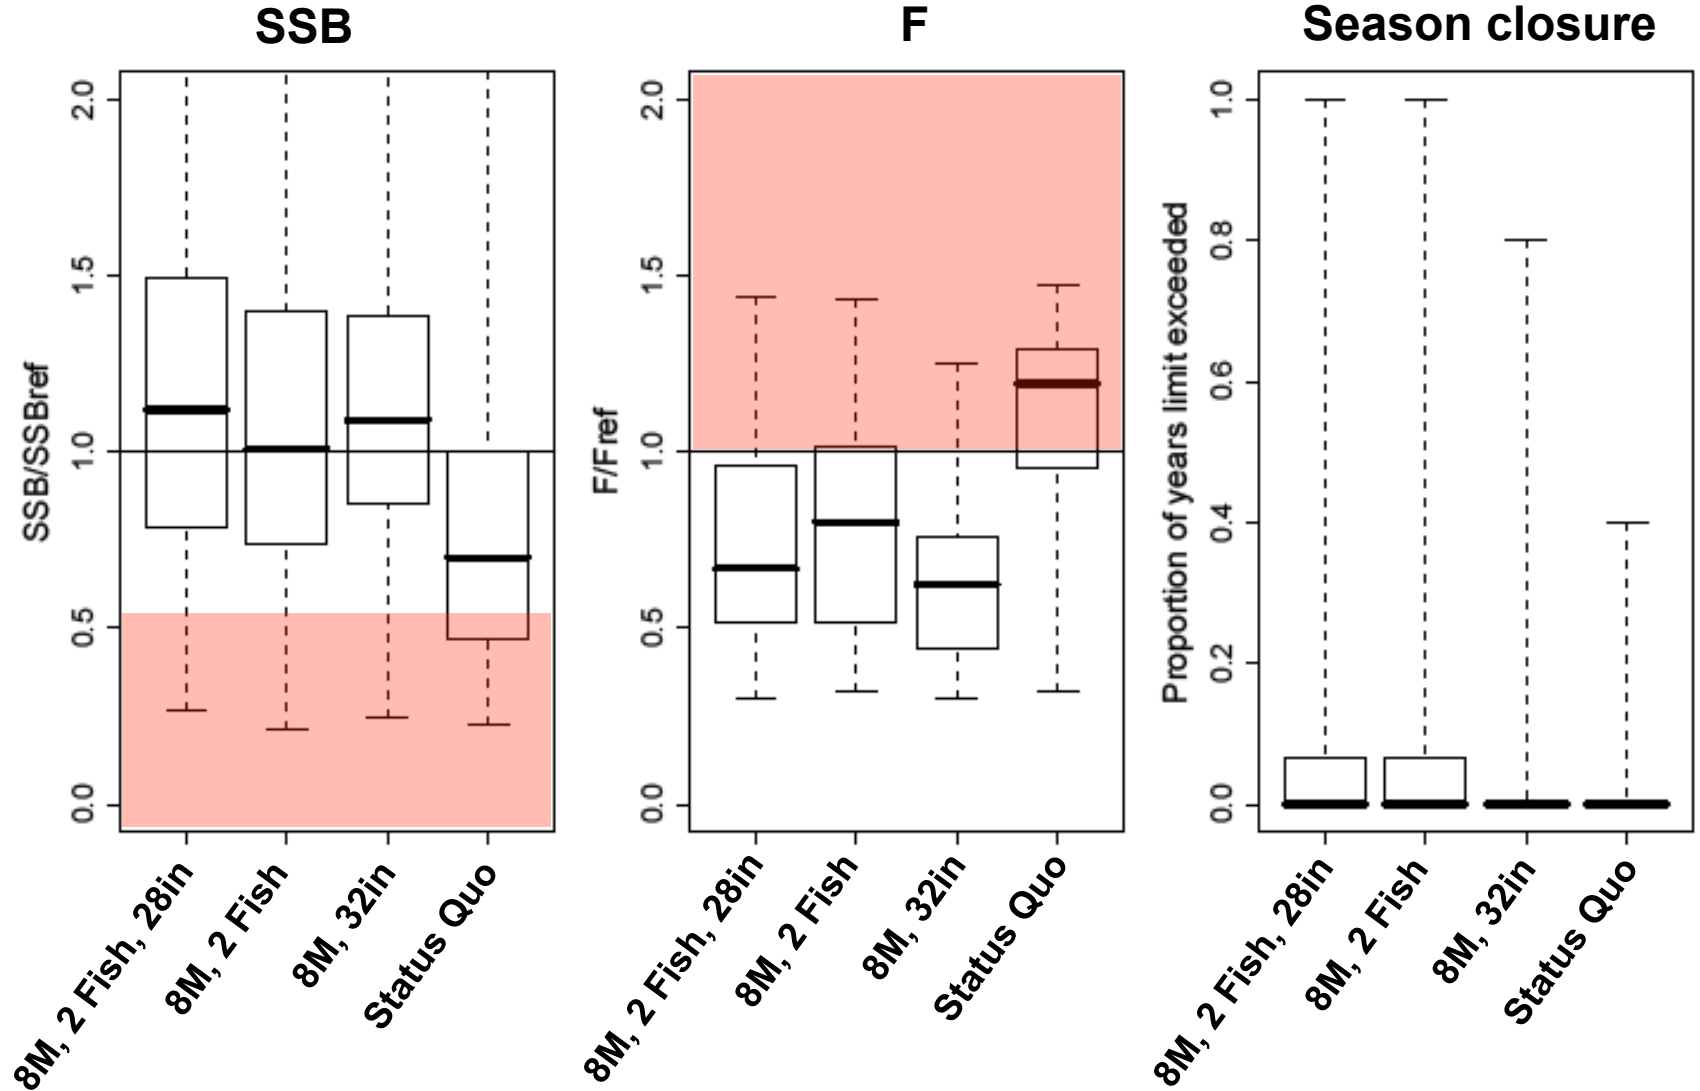 SSB
F
Season closure
SSB/SSBref
2.0
1.5
1.0
0.5
0.0
8M, 2 Fish, 28in
8M, 2 Fish
8M, 32in
Status Quo
F/Fref
2.0
1.5
1.0
0.5
0.0
8M, 2 Fish, 28in
8M, 2 Fish
8M, 32in
Status Quo
Proportion of years limit exceeded
1.0
0.8
0.6
0.4
0.2
0.0
8M, 2 Fish, 28in
8M, 2 Fish
8M, 32in
Status Quo